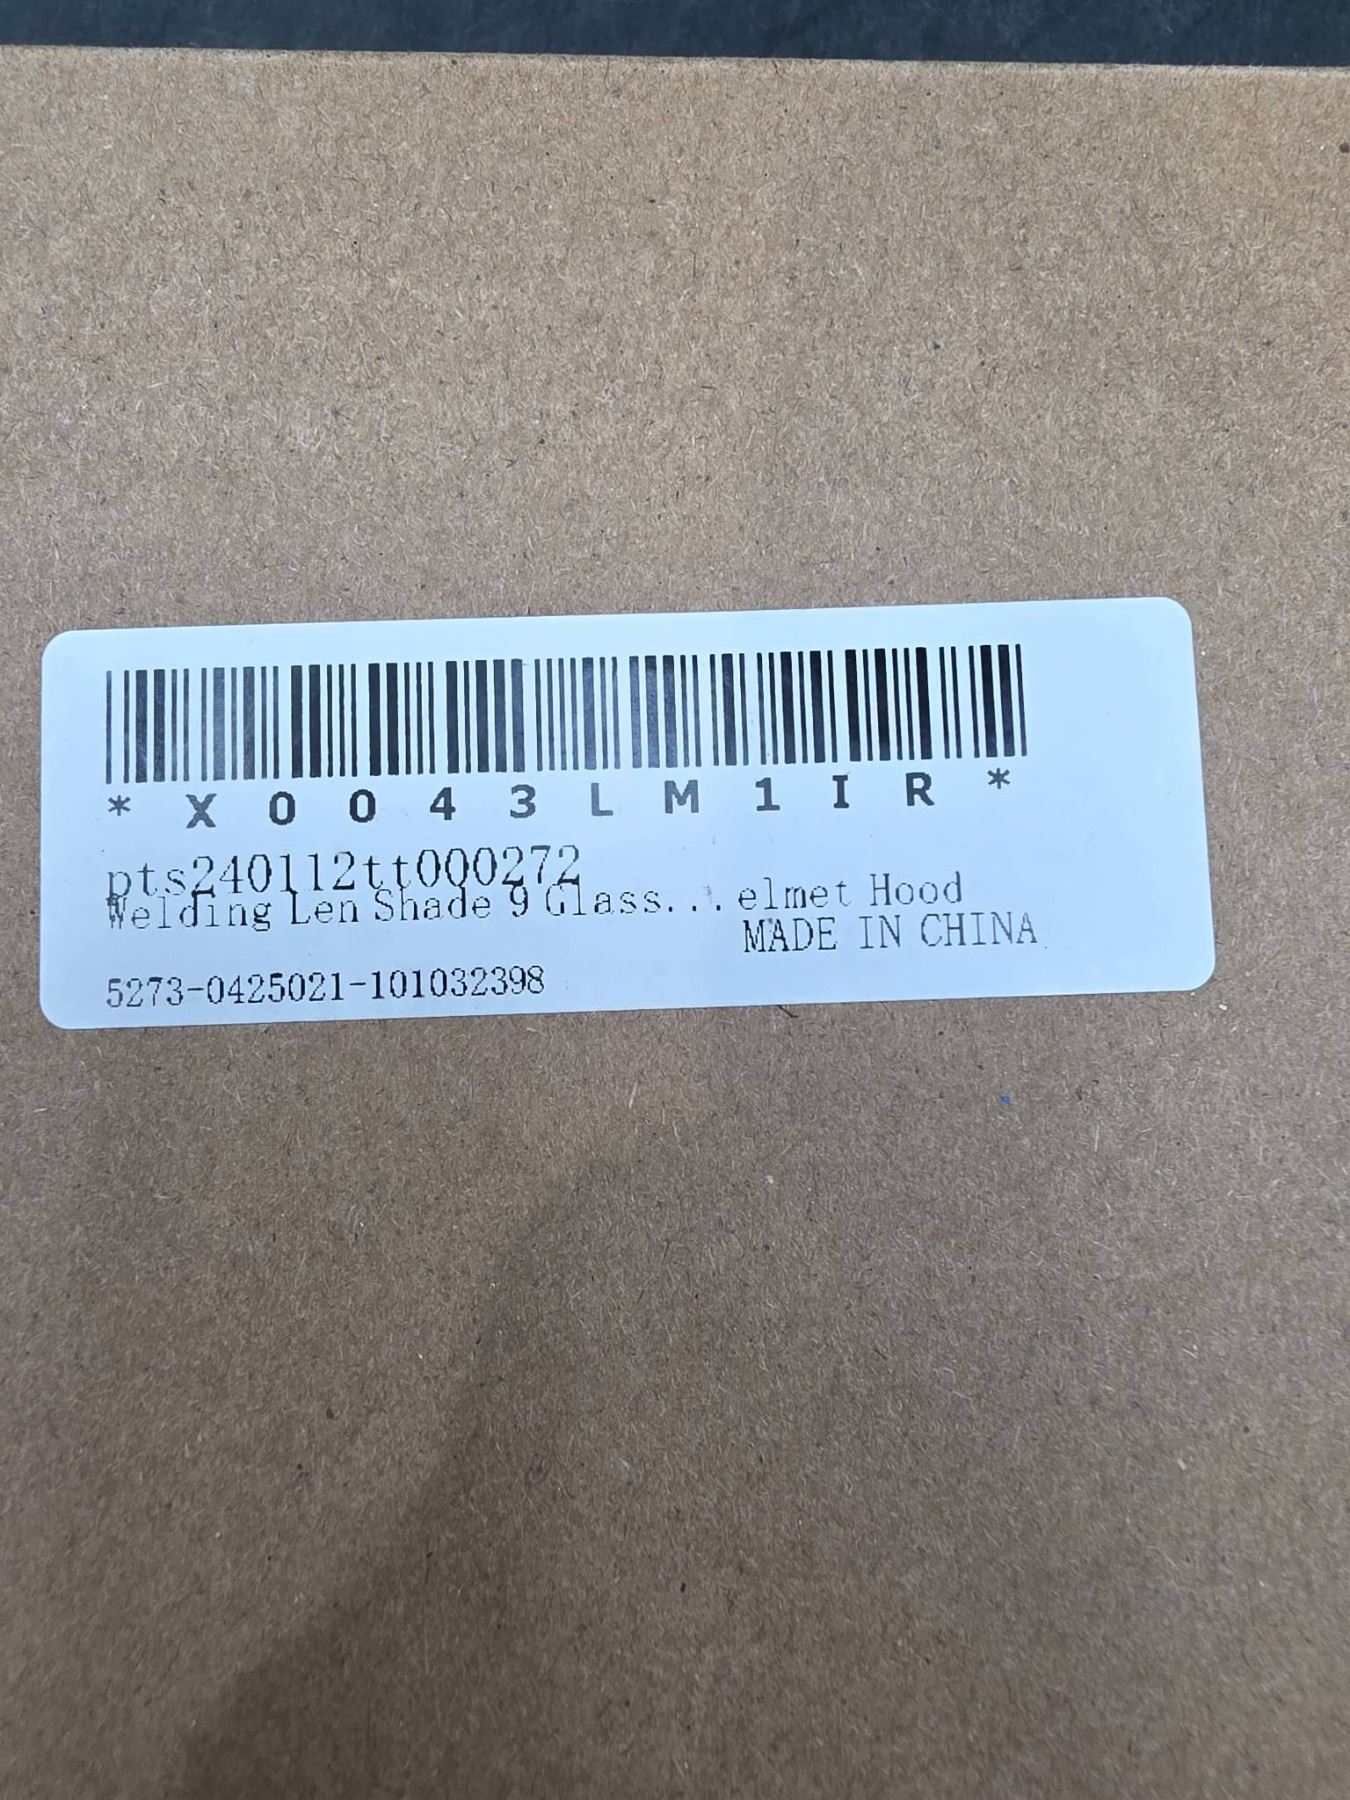 *X0043LM1IR*
pts240112tt000272
Welding Len Shade 9 Glass...elmet Hood
MADE IN CHINA
5273-0425021-101032398